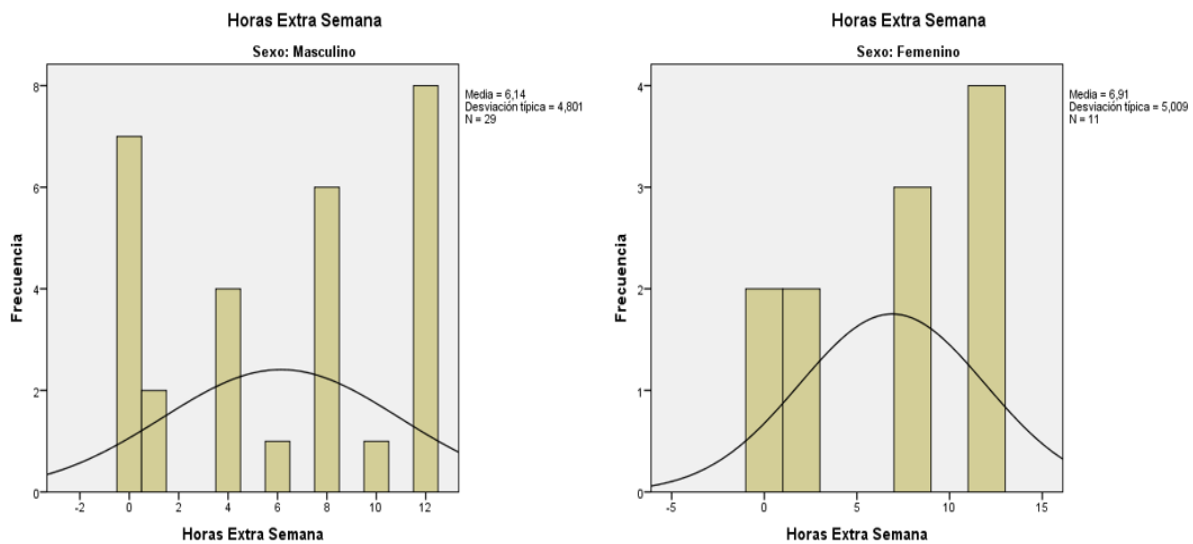 Horas Extra Semana
Sexo: Masculino
8
6
4
2
0
-2
0
2
4
6
8
10
12
Frecuencia
Horas Extra Semana
Media = 6,14
Desviación típica = 4,801
N = 29
Horas Extra Semana
Sexo: Femenino
4
3
2
1
0
-5
0
5
10
15
Frecuencia
Horas Extra Semana
Media = 6,91
Desviación típica = 5,009
N = 11